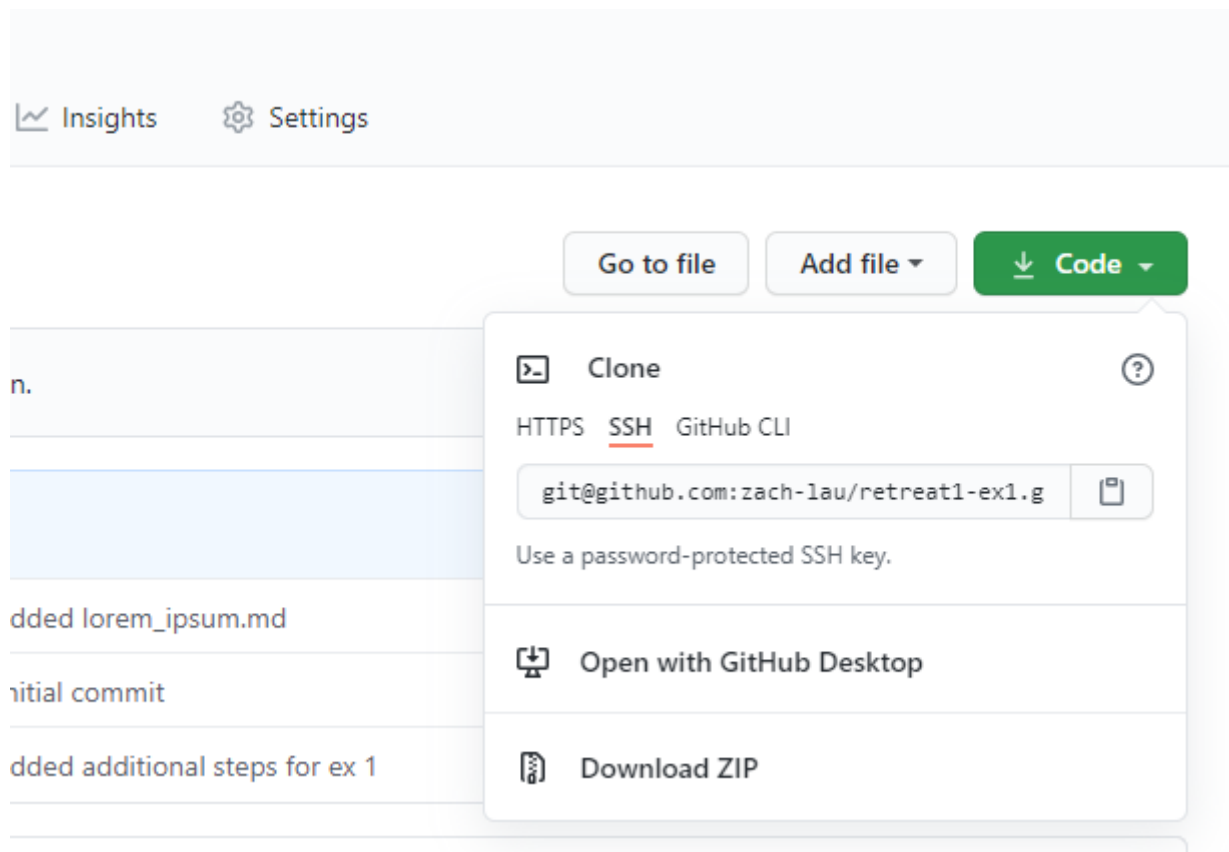 Insights Settings
Go to file Add file Code
n.
Clone
HTTPS SSH GitHub CLI
git@github.com:zach-lau/retreat1-ex1.g
Use a password-protected SSH key.
dded lorem_ipsum.md
Open with GitHub Desktop
nitial commit
dded additional steps for ex 1
Download ZIP